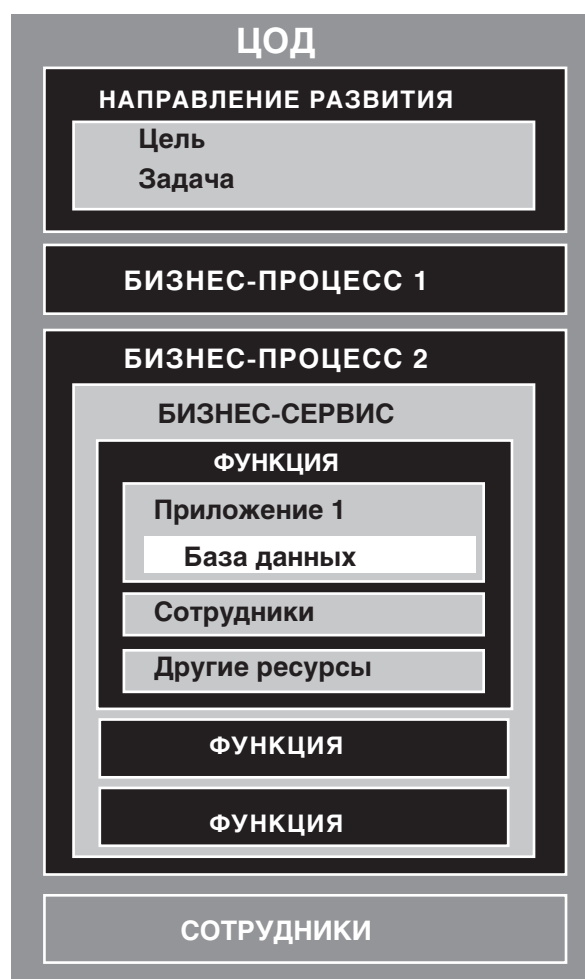 ЦОД
НАПРАВЛЕНИЕ РАЗВИТИЯ
Цель
Задача
БИЗНЕС-ПРОЦЕСС 1
БИЗНЕС-ПРОЦЕСС 2
БИЗНЕС-СЕРВИС
ФУНКЦИЯ
Приложение 1
База данных
Сотрудники
Другие ресурсы
ФУНКЦИЯ
ФУНКЦИЯ
СОТРУДНИКИ